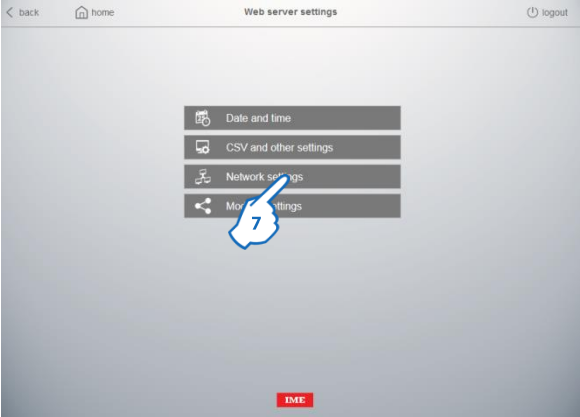 back home Web server settings logout
Date and time
CSV and other settings
Network settings
settings
7
IME